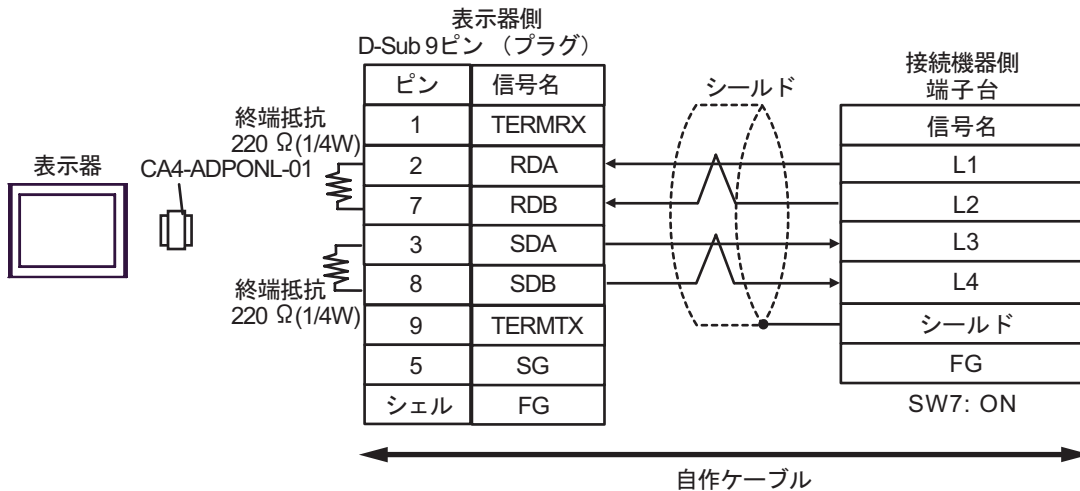 表示器側
D-Sub 9ピン （プラグ）
ピン 信号名
1 TERMRX
2 RDA
7 RDB
3 SDA
8 SDB
9 TERMTX
5 SG
シェル FG
終端抵抗
220 Ω(1/4W)
表示器 CA4-ADPONL-01
終端抵抗
220 Ω(1/4W)
シールド
接続機器側
端子台
信号名
L1
L2
L3
L4
シールド
FG
SW7: ON
自作ケーブル